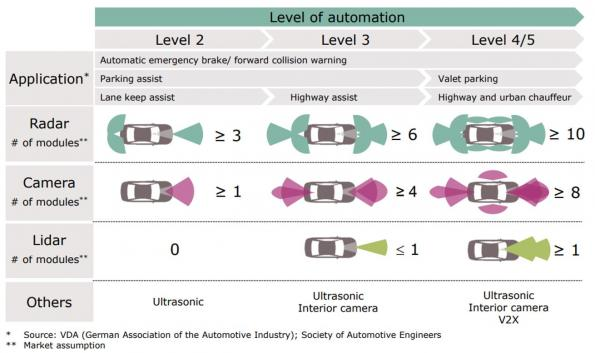 Level of automation
Level 2 Level 3 Level 4/5
Application*
Automatic emergency brake/ forward collision warning
Parking assist Valet parking
Lane keep assist Highway assist Highway and urban chauffeur
Radar
# of modules**
≥ 3 ≥ 6 ≥ 10
Camera
# of modules**
≥ 1 ≥ 4 ≥ 8
Lidar
# of modules**
0 ≤ 1 ≥ 1
Others
Ultrasonic Ultrasonic Ultrasonic
Interior camera Interior camera
V2X
* Source: VDA (German Association of the Automotive Industry); Society of Automotive Engineers
** Market assumption